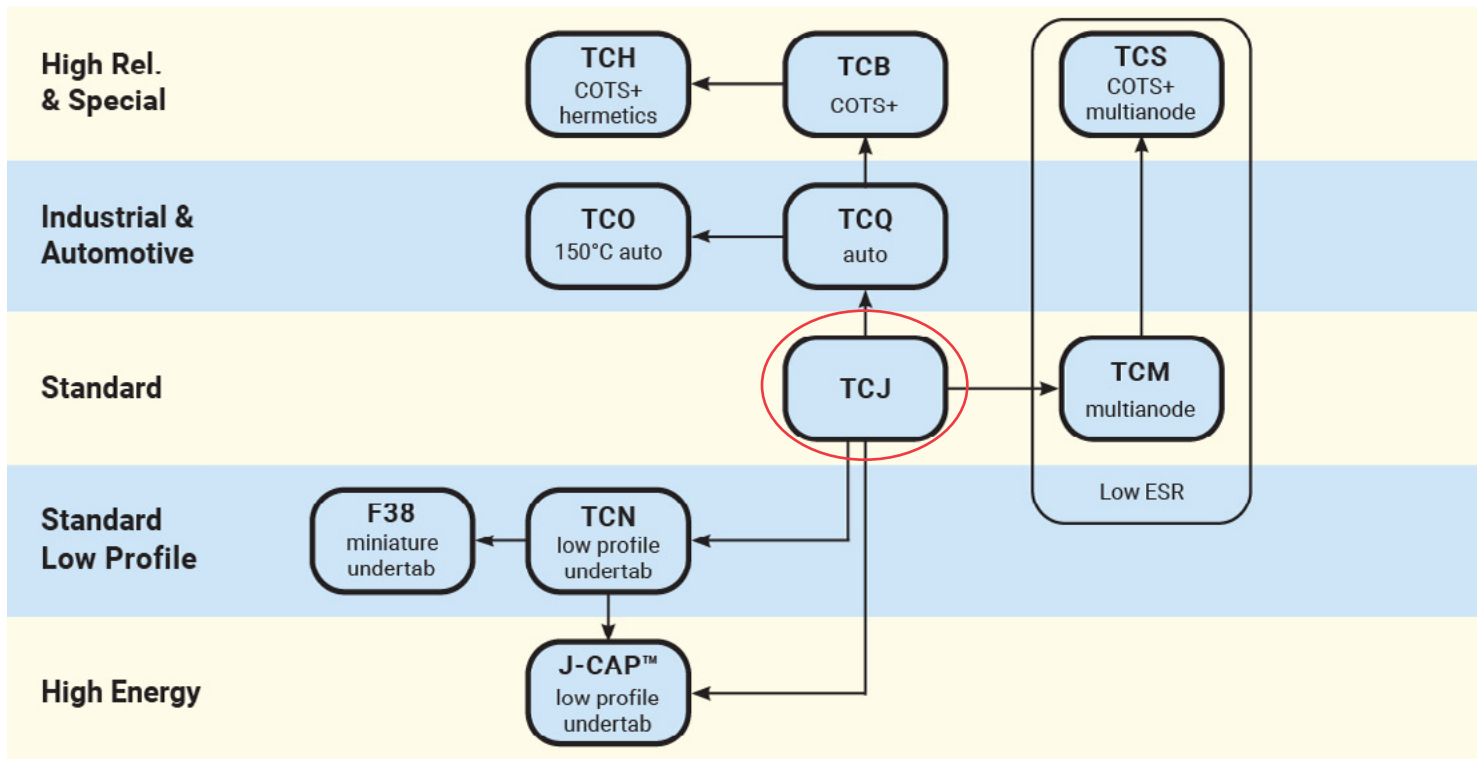 High Rel.
& Special
TCH
COTS+
hermetics
TCB
COTS+
TCS
COTS+
multianode
Industrial &
Automotive
TCO
150°C auto
TCQ
auto
Standard
TCJ
TCM
multianode
Low ESR
Standard
Low Profile
F38
miniature
undertab
TCN
low profile
undertab
High Energy
J-CAP™
low profile
undertab